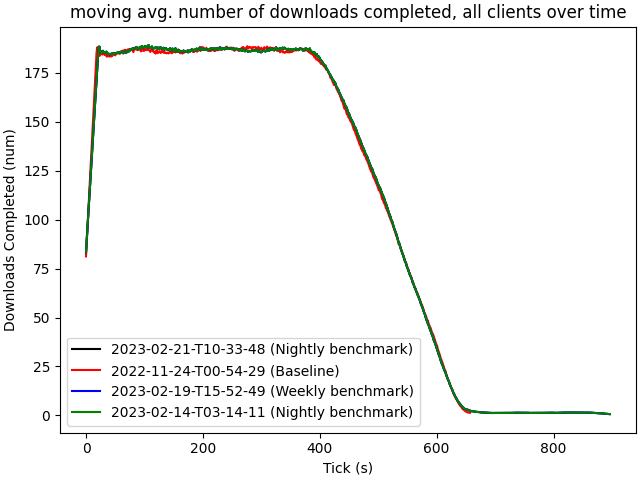 moving avg. number of downloads completed, all clients over time
Downloads Completed (num)
175
150
125
100
75
50
25
0
2023-02-21-T10-33-48 (Nightly benchmark)
2022-11-24-T00-54-29 (Baseline)
2023-02-19-T15-52-49 (Weekly benchmark)
2023-02-14-T03-14-11 (Nightly benchmark)
0 200 400 600 800
Tick (s)